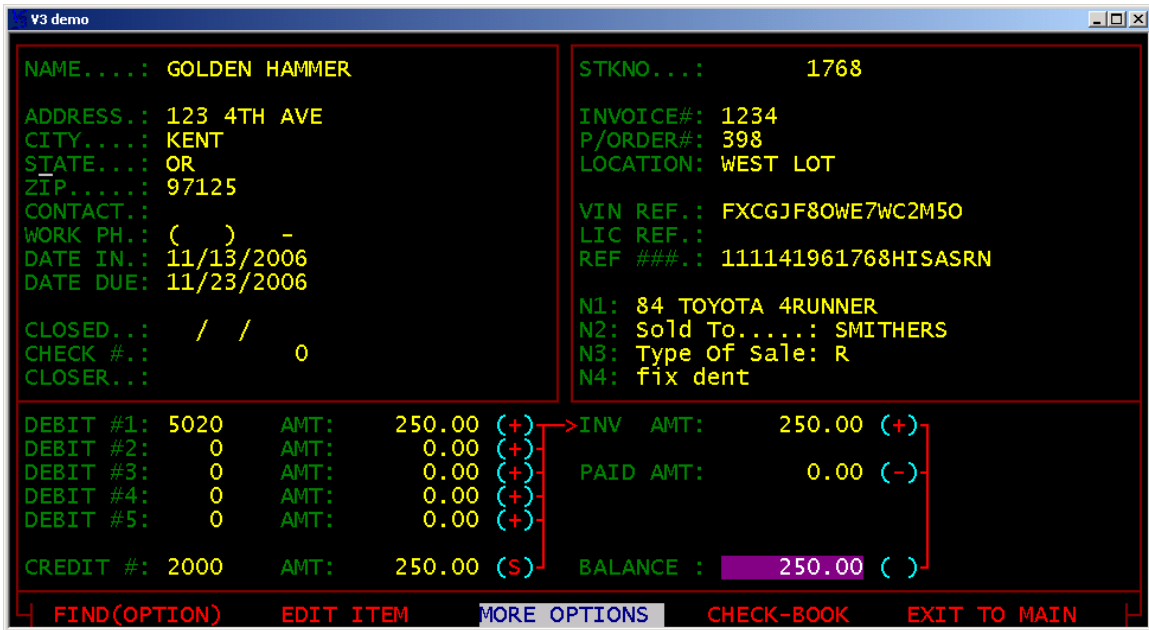 V3 demo
NAME....: GOLDEN HAMMER
ADDRESS.: 123 4TH AVE
CITY....: KENT
STATE...: OR
ZIP.....: 97125
CONTACT.:
WORK PH.: (   )   -
DATE IN.: 11/13/2006
DATE DUE: 11/23/2006
CLOSED..:   /  /
CHECK #.: 0
CLOSER..:
STKNO...: 1768
INVOICE#: 1234
P/ORDER#: 398
LOCATION: WEST LOT
VIN REF.: FXCGJF8OWE7WC2M5O
LIC REF.:
REF ###.: 111141961768HISASRN
N1: 84 TOYOTA 4RUNNER
N2: Sold To.....: SMITHERS
N3: Type Of Sale: R
N4: fix dent
DEBIT #1: 5020 AMT: 250.00 (+)
DEBIT #2: 0 AMT: 0.00 (+)
DEBIT #3: 0 AMT: 0.00 (+)
DEBIT #4: 0 AMT: 0.00 (+)
DEBIT #5: 0 AMT: 0.00 (+)
CREDIT #: 2000 AMT: 250.00 (S)
>INV AMT: 250.00 (+)
PAID AMT: 0.00 (-)
BALANCE : 250.00 ( )
FIND(OPTION) EDIT ITEM MORE OPTIONS CHECK-BOOK EXIT TO MAIN